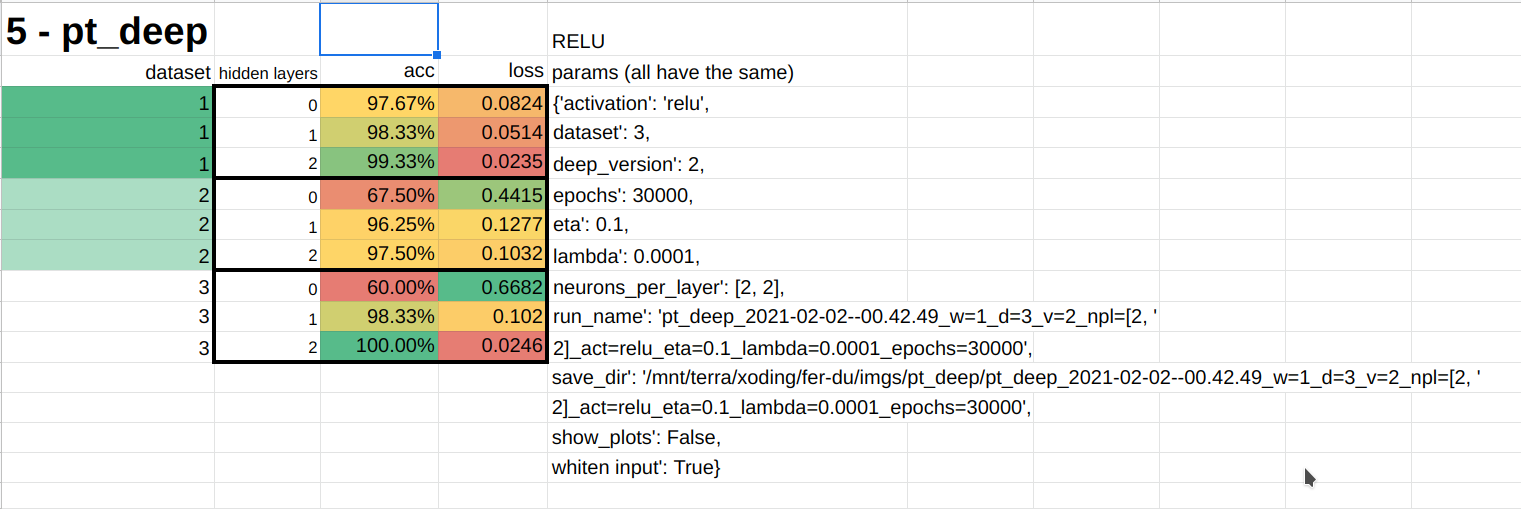 5 - pt_deep
RELU
dataset hidden layers acc loss params (all have the same)
1 0 97.67% 0.0824 {'activation': 'relu',
1 1 98.33% 0.0514 dataset': 3,
1 2 99.33% 0.0235 deep_version': 2,
2 0 67.50% 0.4415 epochs': 30000,
2 1 96.25% 0.1277 eta': 0.1,
2 2 97.50% 0.1032 lambda': 0.0001,
3 0 60.00% 0.6682 neurons_per_layer': [2, 2],
3 1 98.33% 0.102 run_name': 'pt_deep_2021-02-02--00.42.49_w=1_d=3_v=2_npl=[2, '
3 2 100.00% 0.0246 2]_act=relu_eta=0.1_lambda=0.0001_epochs=30000',
save_dir': '/mnt/terra/xoding/fer-du/imgs/pt_deep/pt_deep_2021-02-02--00.42.49_w=1_d=3_v=2_npl=[2, '
2]_act=relu_eta=0.1_lambda=0.0001_epochs=30000',
show_plots': False,
whiten input': True}